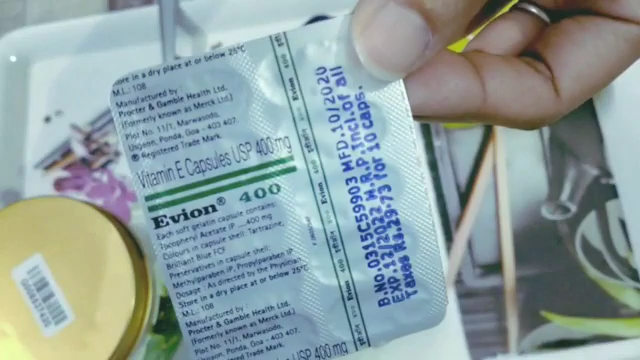 Store in a dry place at or below 25°C
M.L.: 108
Manufactured by
Procter & Gamble Health Ltd.
(Formerly known as Merck Ltd.)
Plot No. 11/1, Marwasodo,
Usgaon, Ponda, Goa - 403 407.
® Registered Trade Mark.
Vitamin E Capsules USP 400 mg
Evion® 400
Each soft gelatin capsule contains:
Tocopheryl Acetate IP ... 400 mg
Colours in capsule shell: Tartrazine,
Brilliant Blue FCF
Preservatives in capsule shell:
Methylparaben IP, Propylparaben IP
Dosage: As directed by the Physician
Store in a dry place at or below 25°C
M.L.: 108
Manufactured by
Procter & Gamble Health Ltd.
(Formerly known as Merck Ltd.)
Plot No. 11/1, Marwasodo,
Usgaon, Ponda, Goa - 403 407.
Registered Trade Mark.
USP 400 mg
Evion 400
B.NO.0315C59903 MFD.10/2020
EXP.12/2022 M.R.P.Incl.of all
Taxes Rs.29.73 for 10 caps.